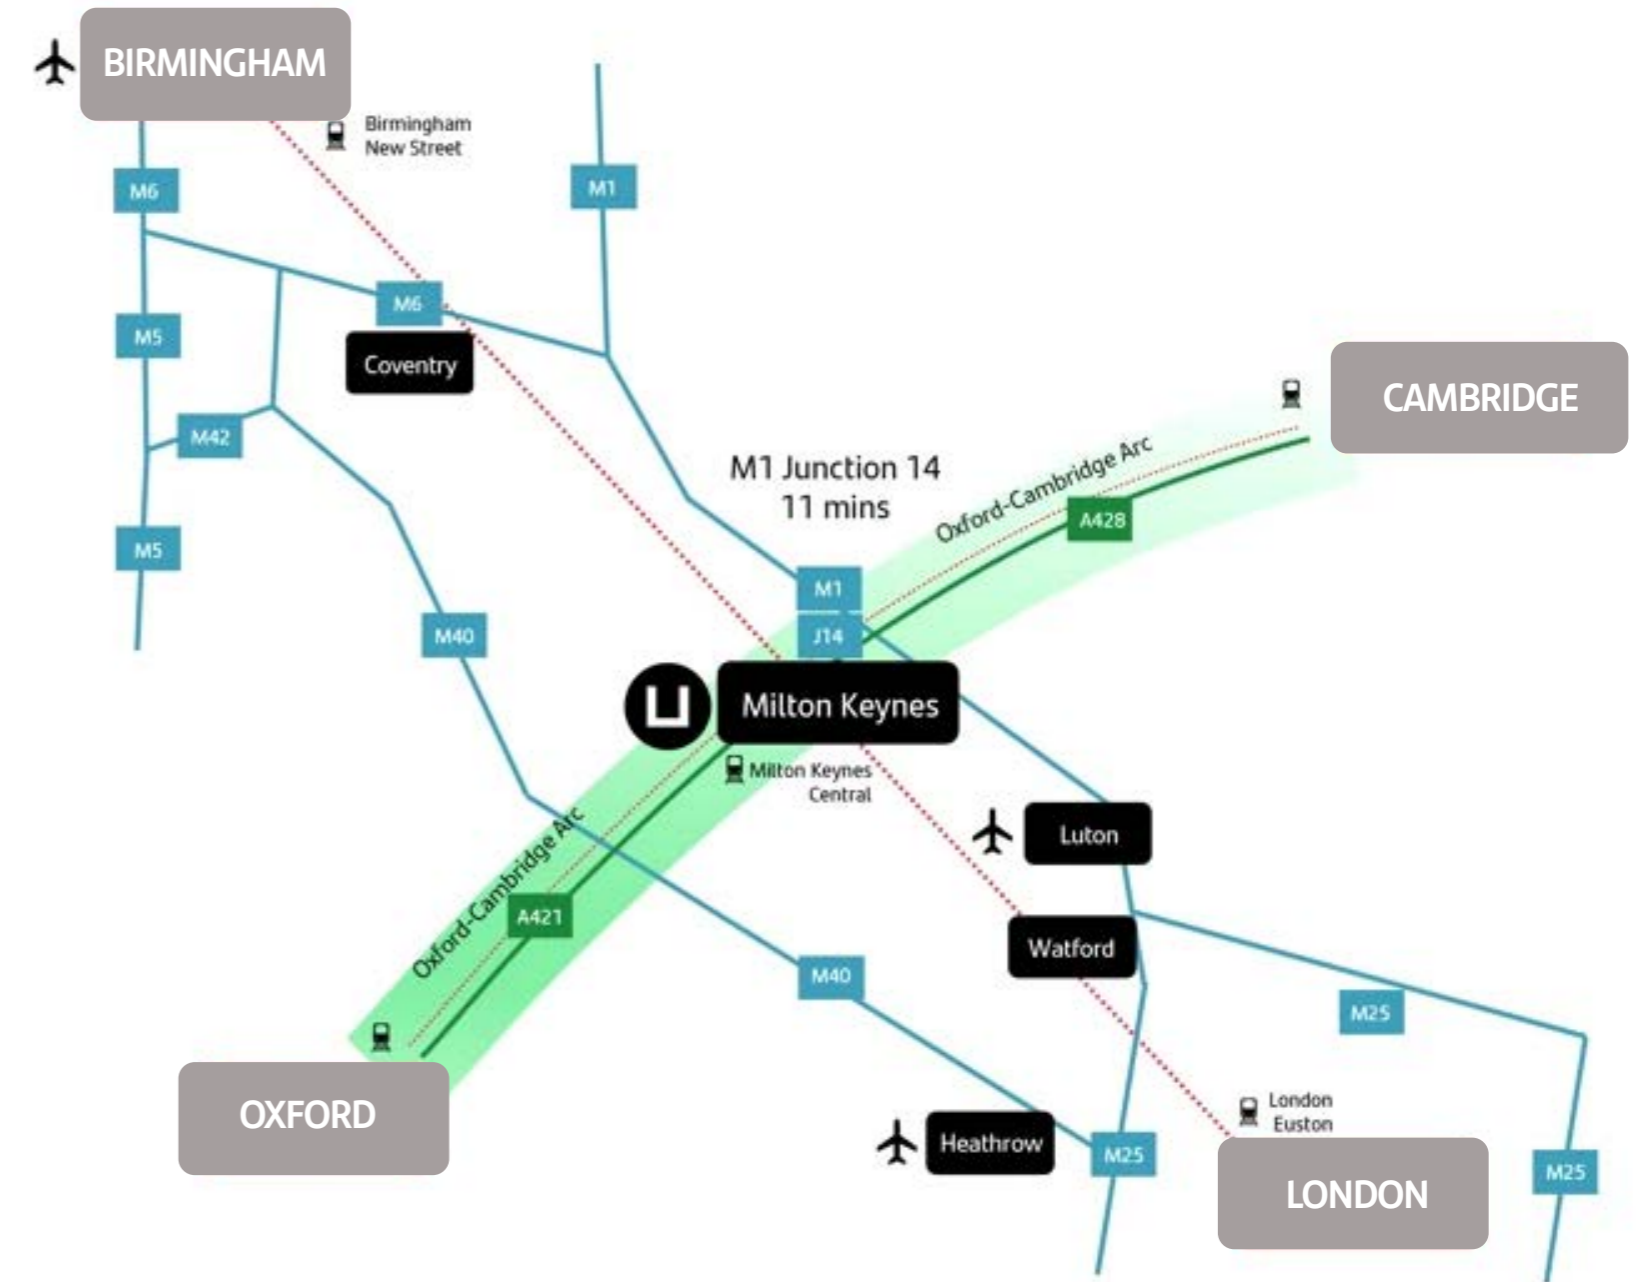 BIRMINGHAM
Birmingham
New Street
M6
M1
M6
M5
Coventry
CAMBRIDGE
M42
M1 Junction 14
11 mins
Oxford-Cambridge Arc
A428
M5
M1
M40
J14
Milton Keynes
Milton Keynes
Central
Luton
Oxford-Cambridge Arc
A421
Watford
M40
M25
OXFORD
London
Euston
Heathrow
M25
M25
LONDON